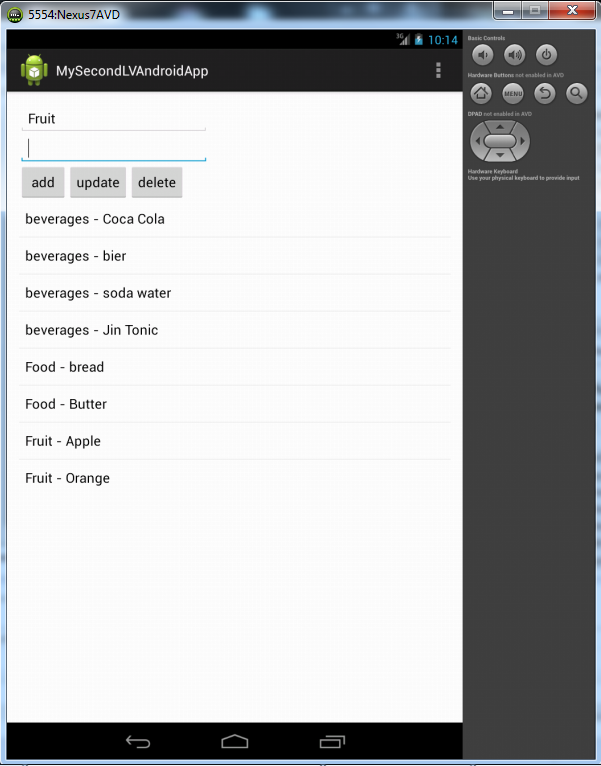 5554:Nexus7AVD
3G 10:14
MySecondLVAndroidApp
Fruit
add update delete
beverages - Coca Cola
beverages - bier
beverages - soda water
beverages - Jin Tonic
Food - bread
Food - Butter
Fruit - Apple
Fruit - Orange
Basic Controls
Hardware Buttons not enabled in AVD
MENU
DPAD not enabled in AVD
Hardware Keyboard
Use your physical keyboard to provide input